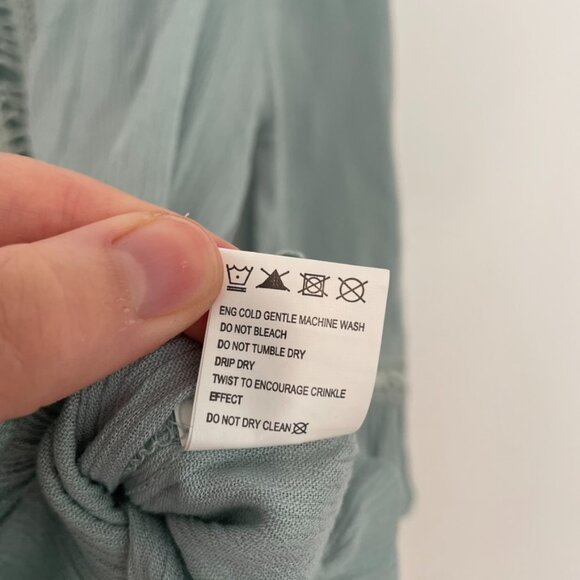 ENG COLD GENTLE MACHINE WASH
DO NOT BLEACH
DO NOT TUMBLE DRY
DRIP DRY
TWIST TO ENCOURAGE CRINKLE
EFFECT
DO NOT DRY CLEAN